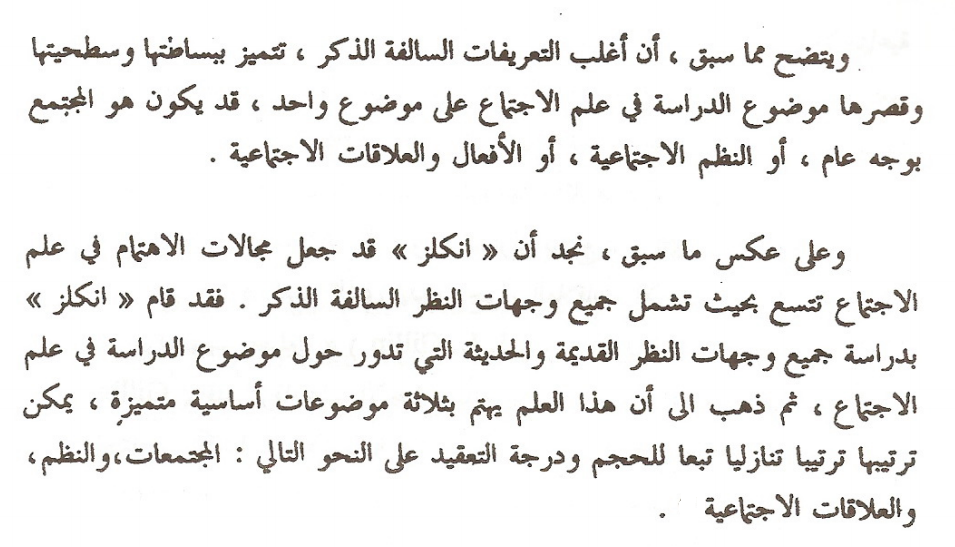 ويتضح مما سبق ، أن أغلب التعريفات السالفة الذكر ، تتميز ببساطتها وسطحيتها
وقصرها موضوع الدراسة في علم الاجتماع على موضوع واحد ، قد يكون هو المجتمع
بوجه عام ، أو النظم الاجتماعية ، أو الأفعال والعلاقات الاجتماعية .
وعلى عكس ما سبق ، نجد أن « انكلز » قد جعل مجالات الاهتمام في علم
الاجتماع تتسع بحيث تشمل جميع وجهات النظر السالفة الذكر . فقد قام « انكلز »
بدراسة جميع وجهات النظر القديمة والحديثة التي تدور حول موضوع الدراسة في علم
الاجتماع ، ثم ذهب الى أن هذا العلم يهتم بثلاثة موضوعات أساسية متميزة ، يمكن
ترتيبها ترتيبا تنازليا تبعا للحجم ودرجة التعقيد على النحو التالي : المجتمعات،والنظم،
والعلاقات الاجتماعية .